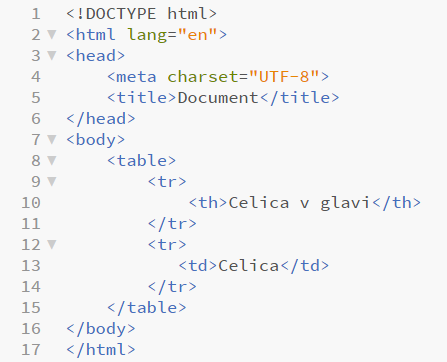 1 <!DOCTYPE html>
2 ▼ <html lang="en">
3 ▼ <head>
4 <meta charset="UTF-8">
5 <title>Document</title>
6 </head>
7 ▼ <body>
8 ▼ <table>
9 ▼ <tr>
10 <th>Celica v glavi</th>
11 </tr>
12 ▼ <tr>
13 <td>Celica</td>
14 </tr>
15 </table>
16 </body>
17 </html>